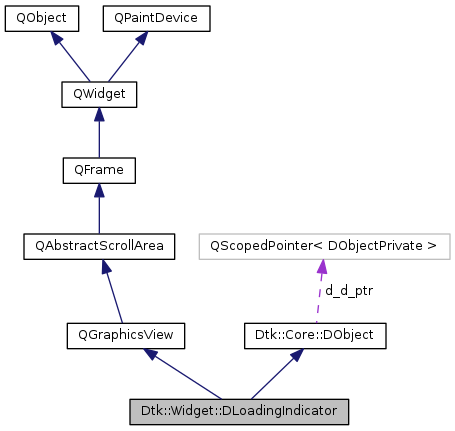 QObject
QPaintDevice
QWidget
QFrame
QAbstractScrollArea
QScopedPointer< DObjectPrivate >
d_d_ptr
QGraphicsView
Dtk::Core::DObject
Dtk::Widget::DLoadingIndicator